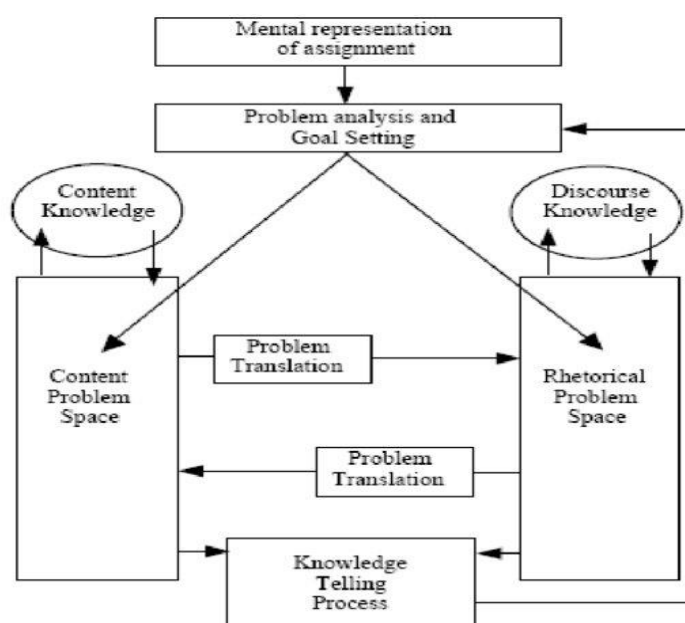 Mental representation
of assignment
Problem analysis and
Goal Setting
Content
Knowledge
Discourse
Knowledge
Problem
Translation
Content
Problem
Space
Rhetorical
Problem
Space
Problem
Translation
Knowledge
Telling
Process